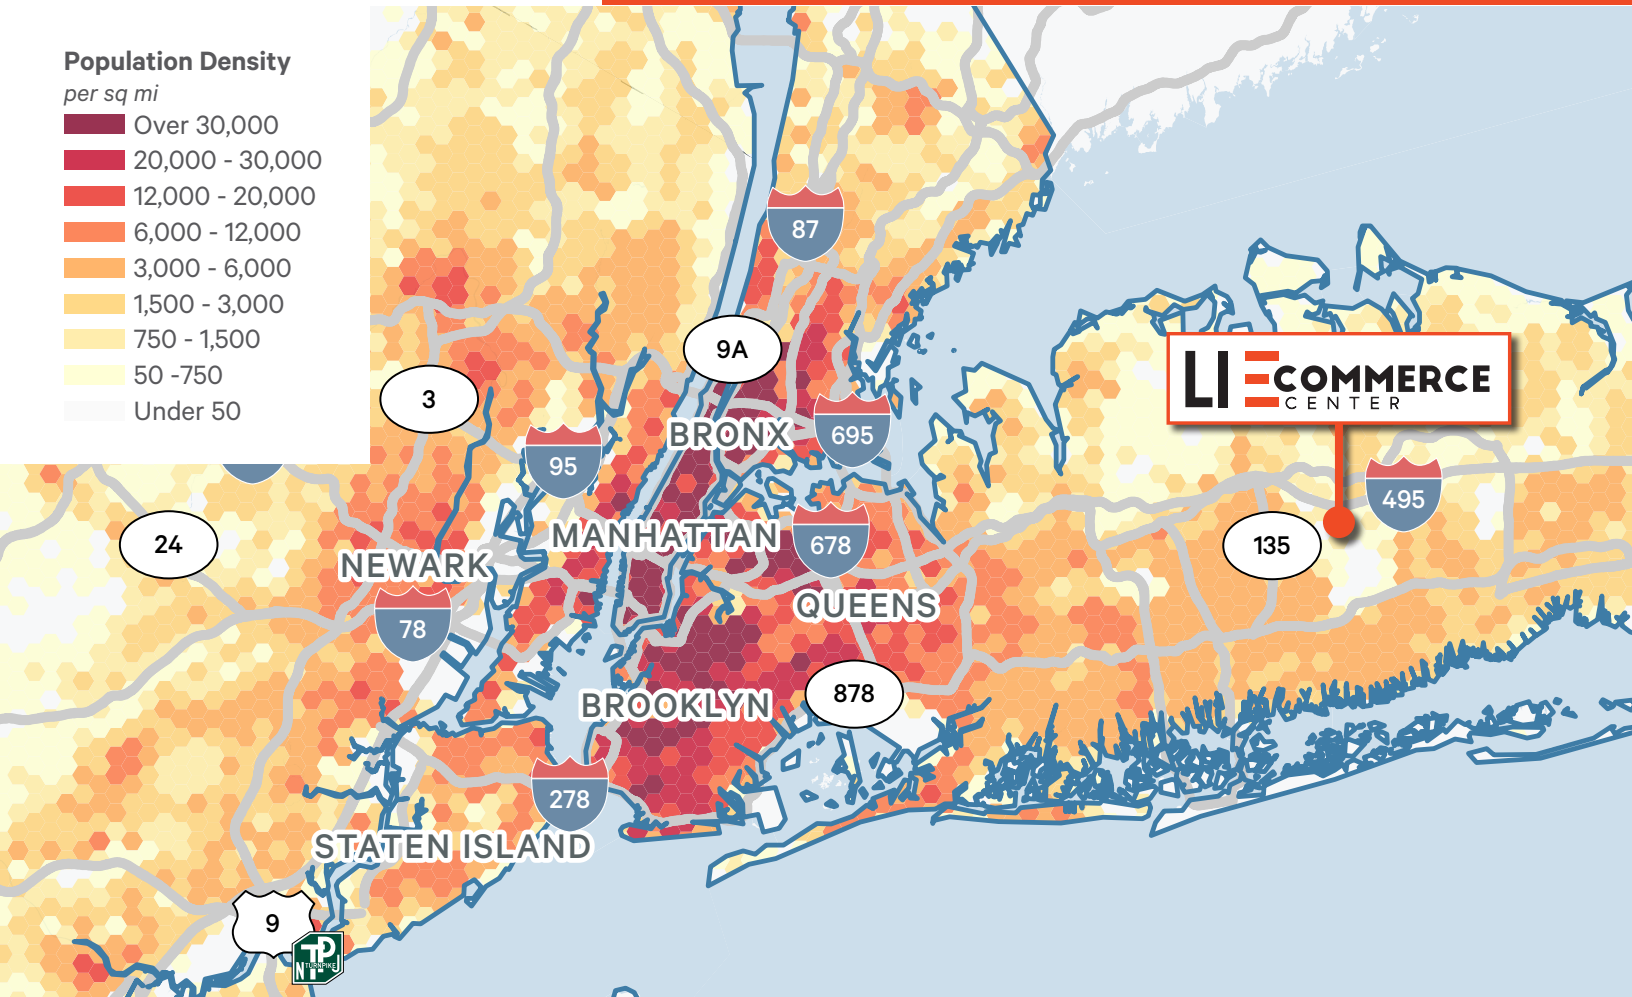 Population Density
per sq mi
Over 30,000
20,000 - 30,000
12,000 - 20,000
6,000 - 12,000
3,000 - 6,000
1,500 - 3,000
750 - 1,500
50 -750
Under 50
87
9A
3
LI ECOMMERCE
CENTER
BRONX
695
95
495
24
MANHATTAN
678
135
NEWARK
78
QUEENS
878
BROOKLYN
278
STATEN ISLAND
9
TP
N TURNPIKE J